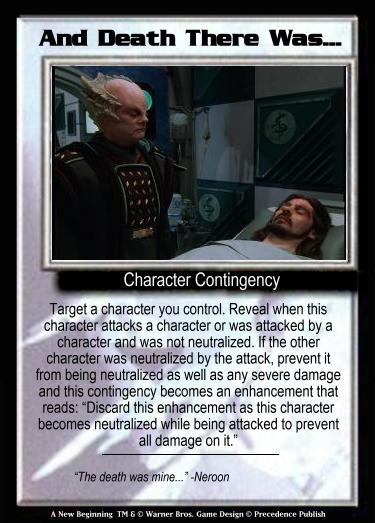 And Death There Was...
Character Contingency
Target a character you control. Reveal when this
character attacks a character or was attacked by a
character and was not neutralized. If the other
character was neutralized by the attack, prevent it
from being neutralized as well as any severe damage
and this contingency becomes an enhancement that
reads: “Discard this enhancement as this character
becomes neutralized while being attacked to prevent
all damage on it.”
“The death was mine...” -Neroon
A New Beginning TM & © Warner Bros. Game Design © Precedence Publish